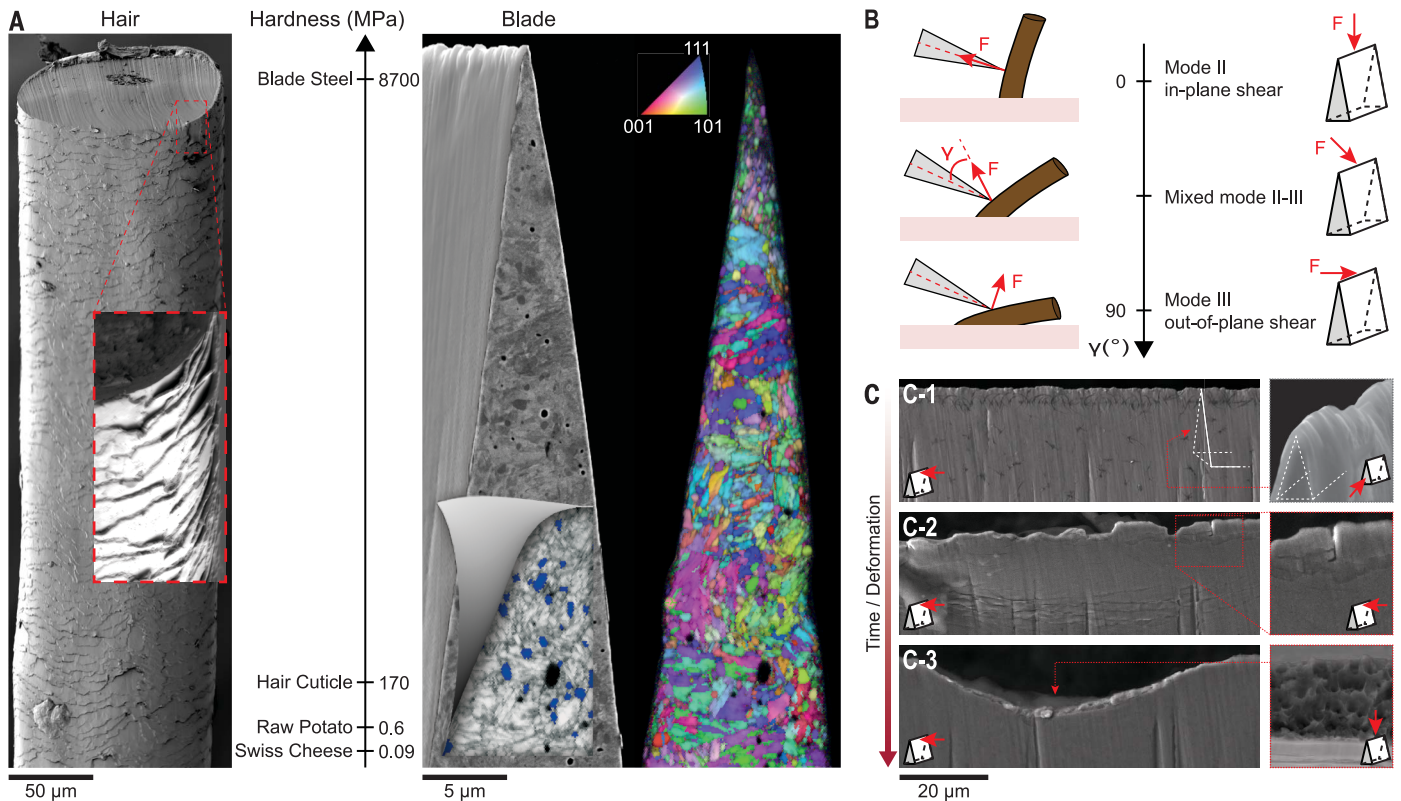 A
Hair
Hardness (MPa)
Blade
Blade Steel
8700
Hair Cuticle
170
Raw Potato
0.6
Swiss Cheese
0.09
111
001
101
50 µm
5 µm
B
F
γ
F
F
0
90
γ(°)
Mode II
in-plane shear
Mixed mode II-III
Mode III
out-of-plane shear
F
F
F
C
Time / Deformation
C-1
C-2
C-3
20 µm